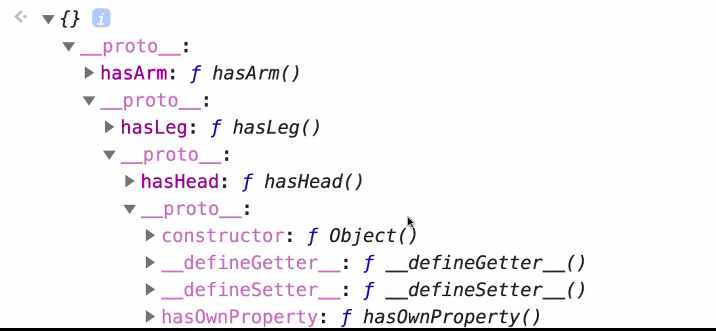 {} i
__proto__:
hasArm: ƒ hasArm()
__proto__:
hasLeg: ƒ hasLeg()
__proto__:
hasHead: ƒ hasHead()
__proto__:
constructor: ƒ Object()
__defineGetter__: ƒ __defineGetter__()
__defineSetter__: ƒ __defineSetter__()
hasOwnProperty: ƒ hasOwnProperty()